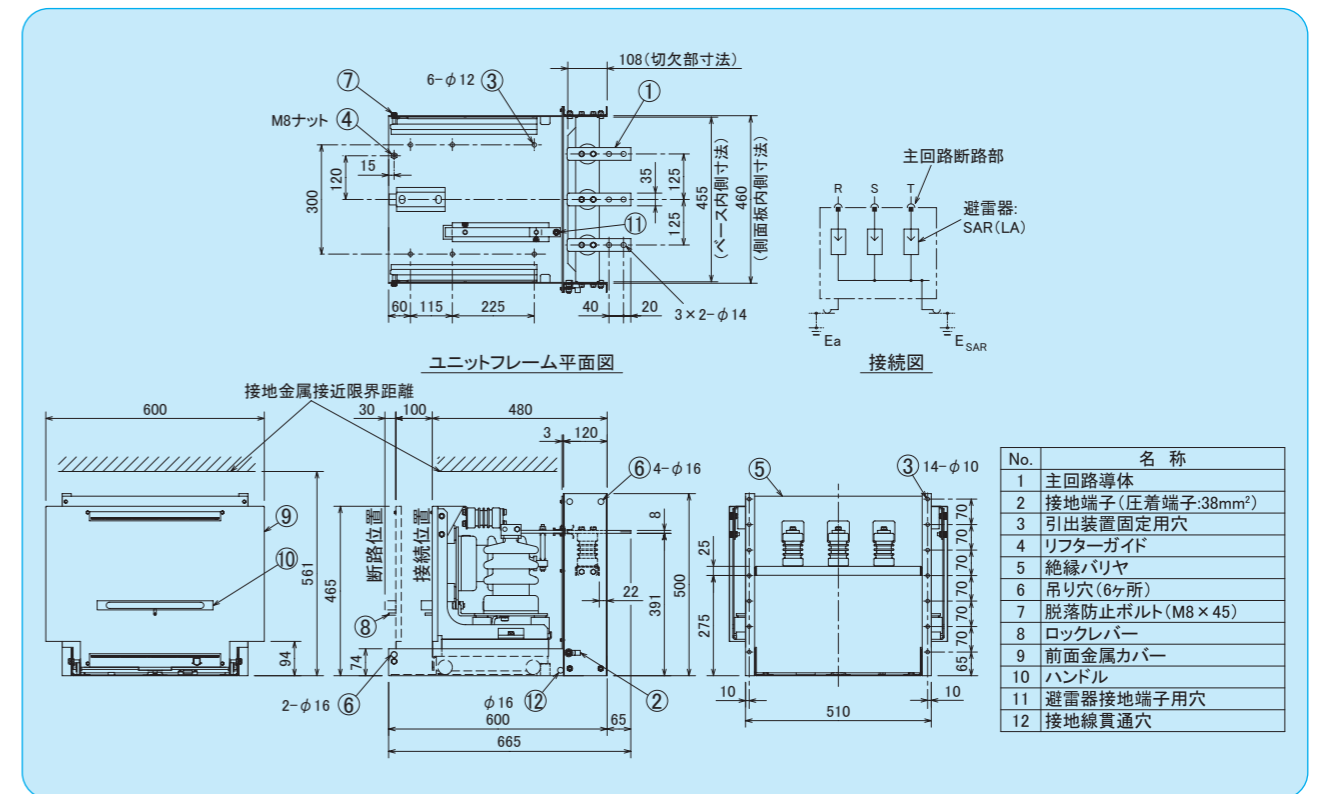 108(切欠部寸法)
⑦
6-φ12 ③
①
M8ナット ④
15
120
300
35
125
125
455
(ベース内側寸法)
460
(側面板内側寸法)
⑪
60
115
225
40
20
3×2-φ14
ユニットフレーム平面図
主回路断路部
R
S
T
避雷器:
SAR(LA)
Ea
ESAR
接続図
接地金属接近限界距離
600
⑨
⑩
561
94
30
100
480
3
120
⑥ 4-φ16
断路位置
接続位置
465
⑧
74
8
22
391
500
2-φ16 ⑥
φ16 ⑫
②
600
65
665
⑤
③ 14-φ10
25
275
70
70
70
70
70
70
65
10
510
10
No. 名 称
1 主回路導体
2 接地端子(圧着端子:38mm²)
3 引出装置固定用穴
4 リフターガイド
5 絶縁バリヤ
6 吊り穴(6ヶ所)
7 脱落防止ボルト(M8×45)
8 ロックレバー
9 前面金属カバー
10 ハンドル
11 避雷器接地端子用穴
12 接地線貫通穴